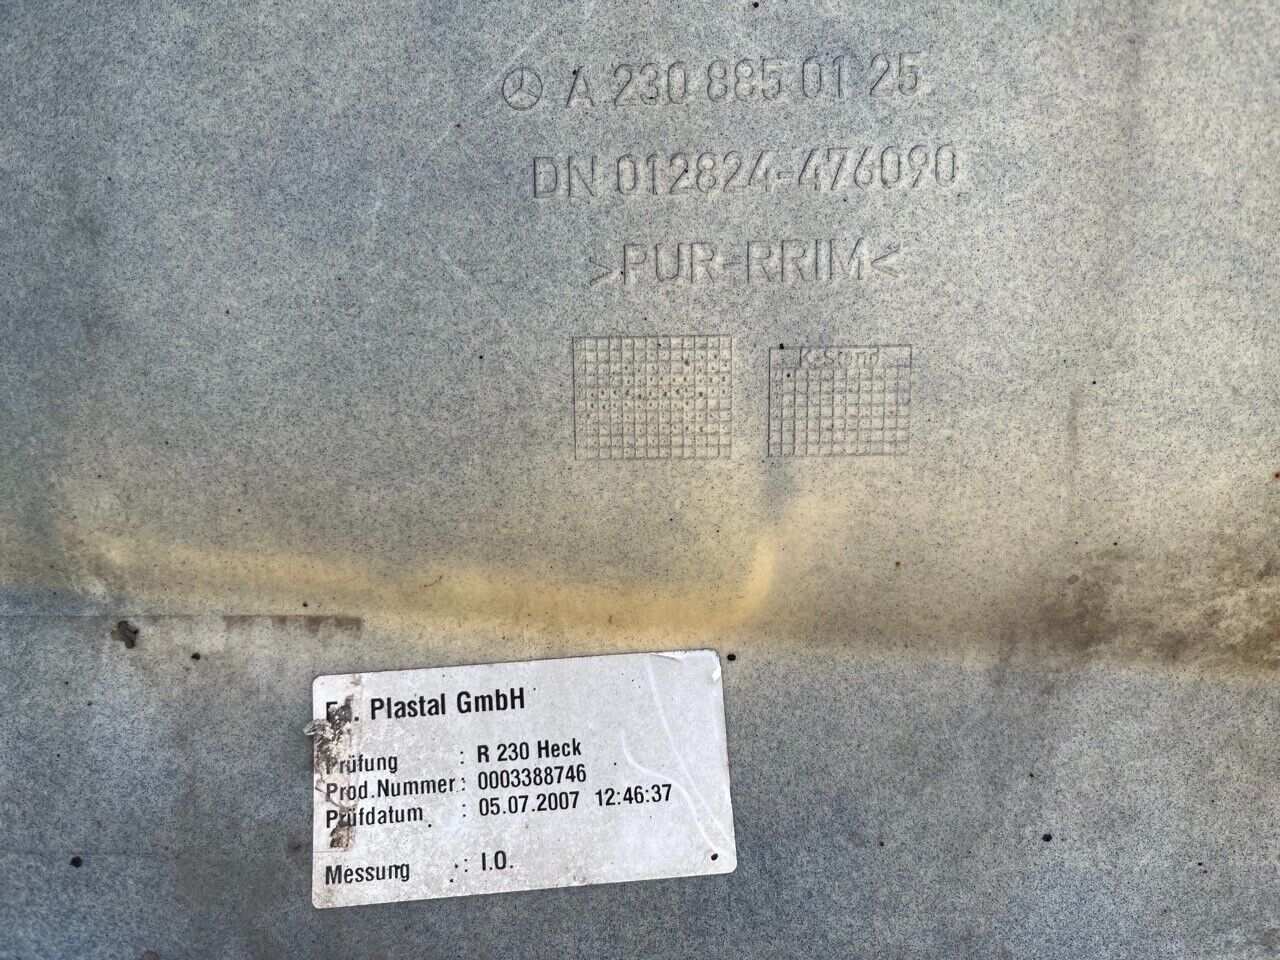 A 230 885 01 25
DN 012824-476090
>PUR-RRIM<
K-Stand
Plastal GmbH
Prüfung : R 230 Heck
Prod.Nummer : 0003388746
Prüfdatum : 05.07.2007 12:46:37
Messung : I.O.